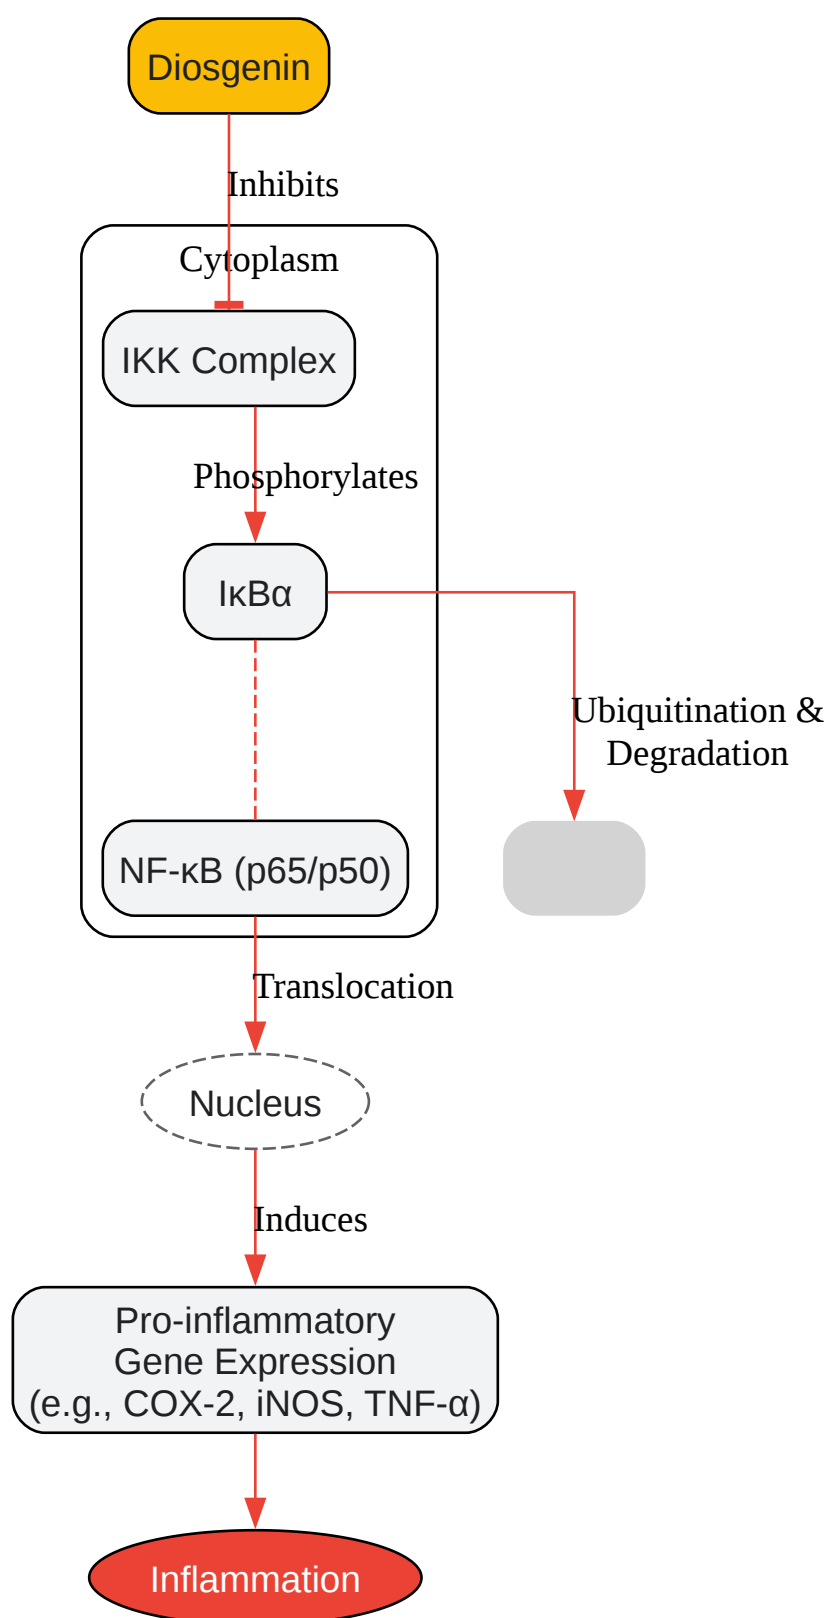 Diosgenin
Inhibits
Cytoplasm
IKK Complex
Phosphorylates
IκBα
Ubiquitination &
Degradation
NF-κB (p65/p50)
Translocation
Nucleus
Induces
Pro-inflammatory
Gene Expression
(e.g., COX-2, iNOS, TNF-α)
Inflammation